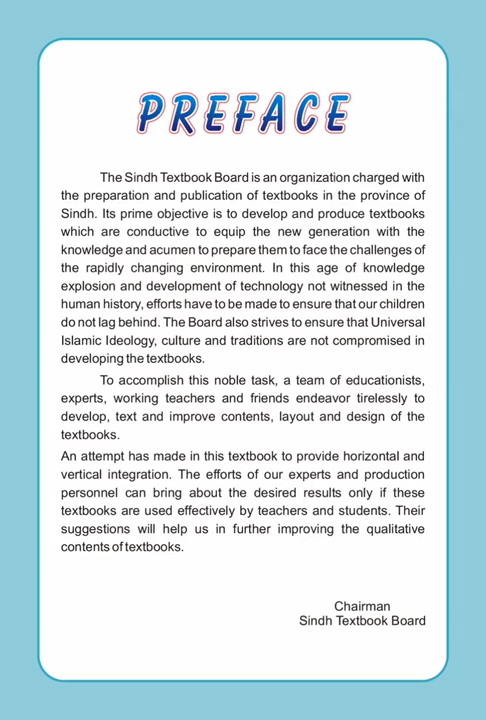 PREFACE
The Sindh Textbook Board is an organization charged with
the preparation and publication of textbooks in the province of
Sindh. Its prime objective is to develop and produce textbooks
which are conductive to equip the new generation with the
knowledge and acumen to prepare them to face the challenges of
the rapidly changing environment. In this age of knowledge
explosion and development of technology not witnessed in the
human history, efforts have to be made to ensure that our children
do not lag behind. The Board also strives to ensure that Universal
Islamic Ideology, culture and traditions are not compromised in
developing the textbooks.
To accomplish this noble task, a team of educationists,
experts, working teachers and friends endeavor tirelessly to
develop, text and improve contents, layout and design of the
textbooks.
An attempt has made in this textbook to provide horizontal and
vertical integration. The efforts of our experts and production
personnel can bring about the desired results only if these
textbooks are used effectively by teachers and students. Their
suggestions will help us in further improving the qualitative
contents of textbooks.
Chairman
Sindh Textbook Board